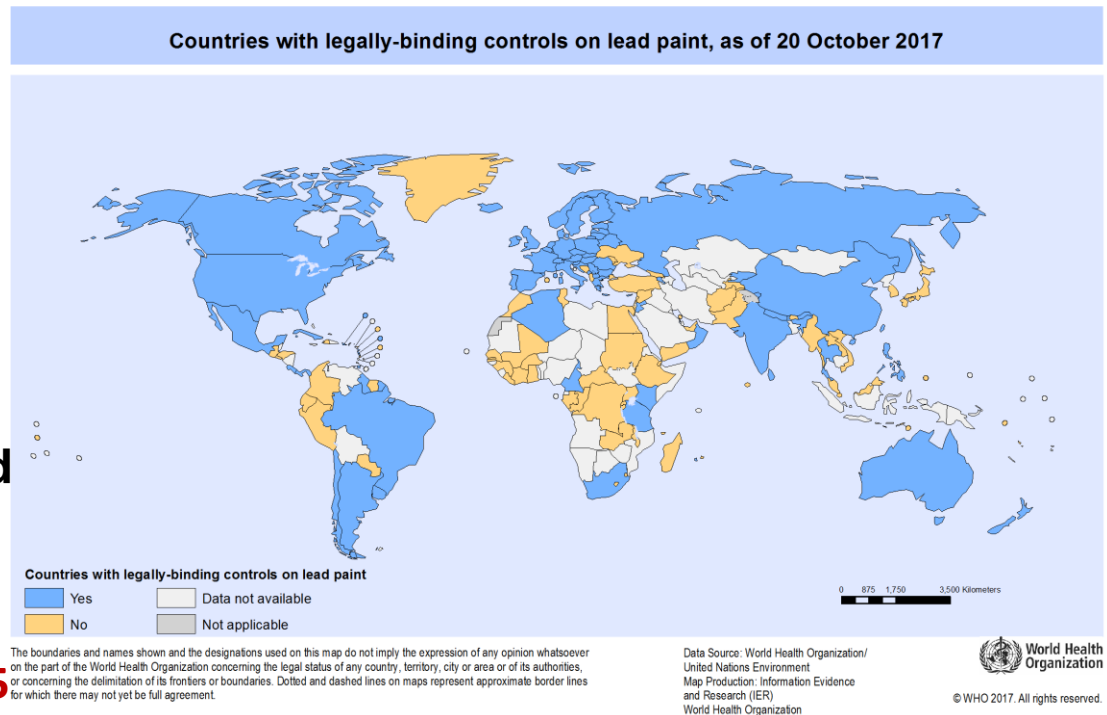 Countries with legally-binding controls on lead paint, as of 20 October 2017
d
Countries with legally-binding controls on lead paint
Yes
Data not available
No
Not applicable
0 875 1,750 3,500 Kilometers
5
The boundaries and names shown and the designations used on this map do not imply the expression of any opinion whatsoever
on the part of the World Health Organization concerning the legal status of any country, territory, city or area or of its authorities,
or concerning the delimitation of its frontiers or boundaries. Dotted and dashed lines on maps represent approximate border lines
for which there may not yet be full agreement.
Data Source: World Health Organization/
United Nations Environment
Map Production: Information Evidence
and Research (IER)
World Health Organization
World Health
Organization
© WHO 2017. All rights reserved.